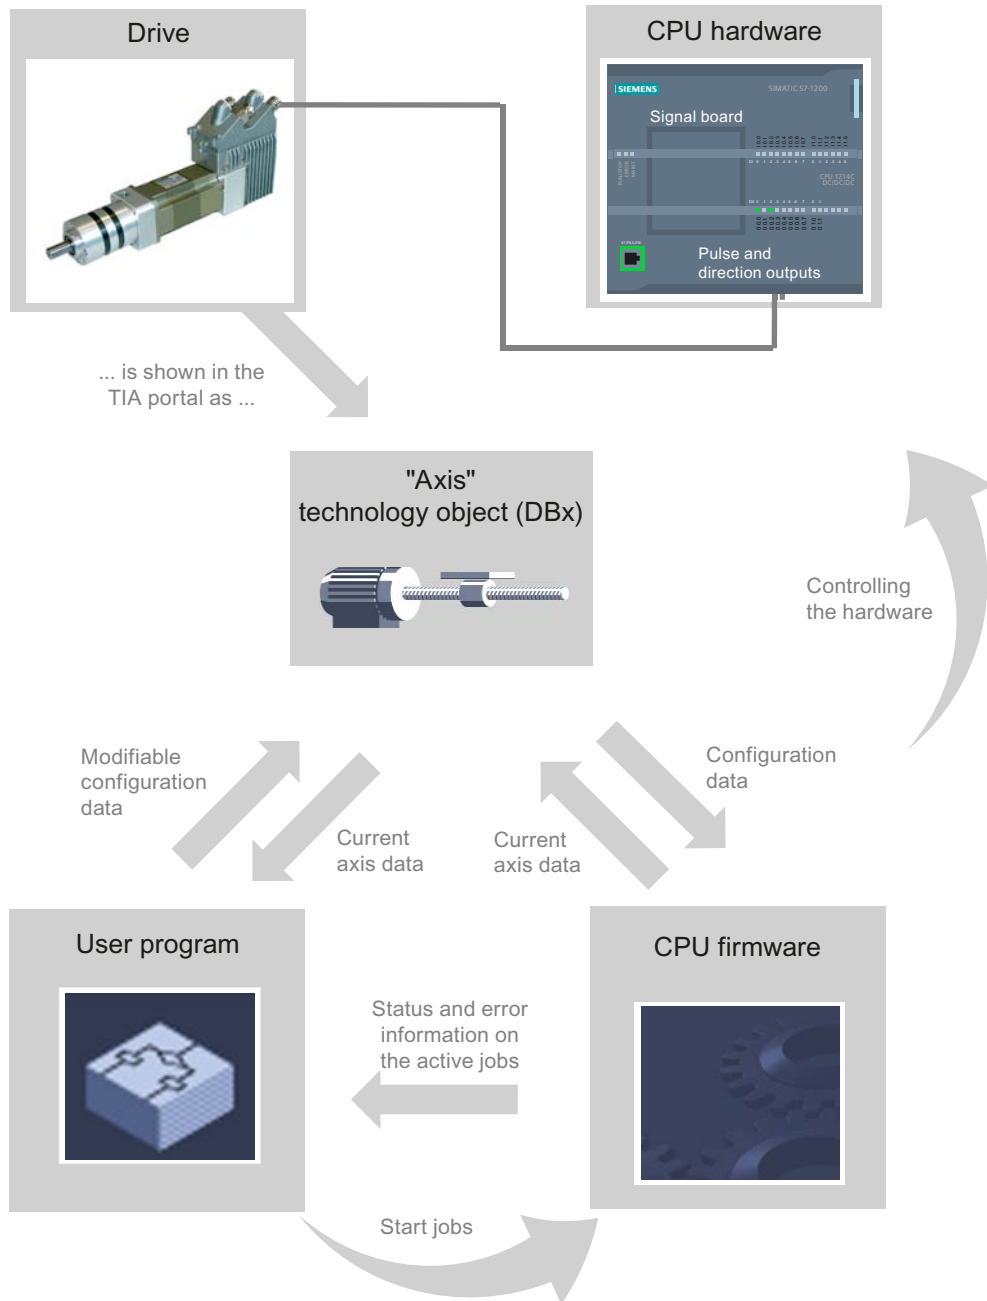 Drive
CPU hardware
SIEMENS
SIMATIC S7-1200
Signal board
CPU 1214C
DC/DC/DC
Pulse and
direction outputs
... is shown in the
TIA portal as ...
"Axis"
technology object (DBx)
Controlling
the hardware
Modifiable
configuration
data
Current
axis data
Current
axis data
Configuration
data
User program
CPU firmware
Status and error
information on
the active jobs
Start jobs